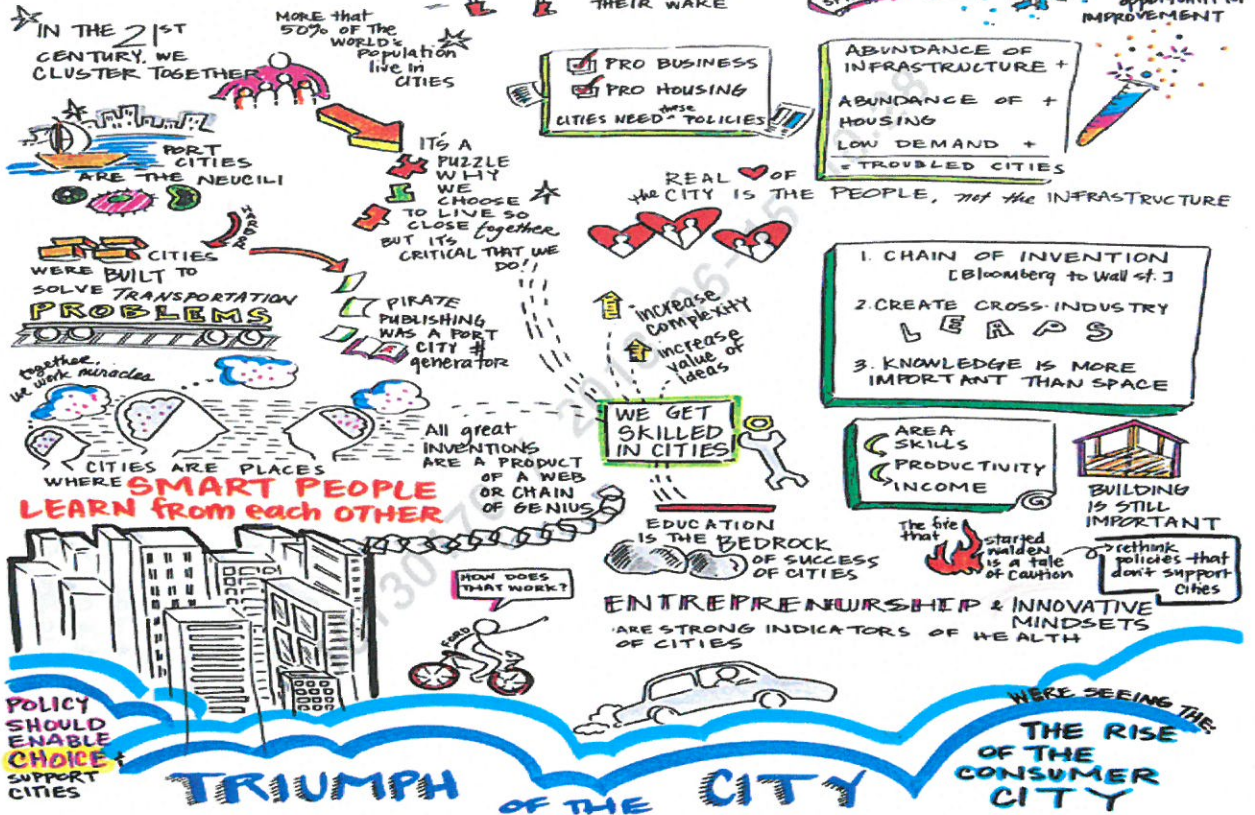 THEIR WAKE
IMPROVEMENT
IN THE 21ST
CENTURY, WE
CLUSTER TOGETHER
MORE that
50% OF THE
WORLD's
Population
live in
CITIES
PORT
CITIES
ARE THE NEUCILI
IT'S A
PUZZLE
WHY
WE
CHOOSE
TO LIVE SO
CLOSE together
BUT IT'S
CRITICAL THAT WE
DO!
PRO BUSINESS
PRO HOUSING
CITIES NEED these POLICIES
ABUNDANCE OF
INFRASTRUCTURE +
ABUNDANCE OF +
HOUSING
LOW DEMAND +
= TROUBLED CITIES
REAL OF
the CITY IS THE PEOPLE, not the INFRASTRUCTURE
HARBOR
CITIES
WERE BUILT TO
SOLVE TRANSPORTATION
PROBLEMS
PIRATE
PUBLISHING
WAS A PORT
CITY #
generator
increase
complexity
increase
value of
ideas
1. CHAIN OF INVENTION
[Bloomberg to Wall st.]
2. CREATE CROSS-INDUSTRY
LEAPS
3. KNOWLEDGE IS MORE
IMPORTANT THAN SPACE
together,
we work miracles
CITIES ARE PLACES
WHERE SMART PEOPLE
LEARN from each OTHER
All great
INVENTIONS
ARE A PRODUCT
OF A WEB
OR CHAIN
OF GENIUS
WE GET
SKILLED
IN CITIES
AREA
SKILLS
PRODUCTIVITY
INCOME
BUILDING
IS STILL
IMPORTANT
EDUCATION
IS THE BEDROCK
OF SUCCESS
OF CITIES
The fire
that
started
walden
is a tale
of caution
rethink
policies that
don't support
cities
HOW DOES
THAT WORK?
FORD
ENTREPRENURSHIP & INNOVATIVE
MINDSETS
ARE STRONG INDICATORS OF HEALTH
OF CITIES
POLICY
SHOULD
ENABLE
CHOICE +
SUPPORT
CITIES
TRIUMPH OF THE CITY
WERE SEEING THE
THE RISE
OF THE
CONSUMER
CITY